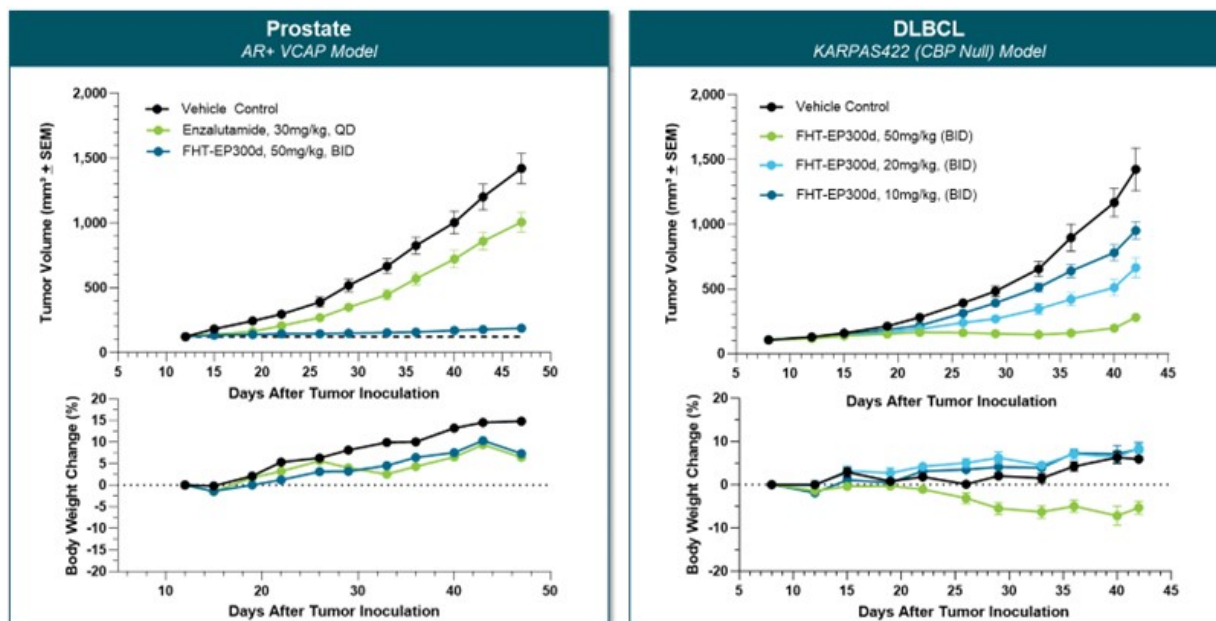 Prostate
AR+ VCAP Model
2,000
1,500
1,000
500
0
Tumor Volume (mm³ ± SEM)
Vehicle Control
Enzalutamide, 30mg/kg, QD
FHT-EP300d, 50mg/kg, BID
5 10 15 20 25 30 35 40 45 50
Days After Tumor Inoculation
Body Weight Change (%)
20
15
10
5
0
-5
-10
-15
-20
10 20 30 40 50
Days After Tumor Inoculation
DLBCL
KARPAS422 (CBP Null) Model
2,000
1,500
1,000
500
0
Tumor Volume (mm³ ± SEM)
Vehicle Control
FHT-EP300d, 50mg/kg (BID)
FHT-EP300d, 20mg/kg, (BID)
FHT-EP300d, 10mg/kg, (BID)
5 10 15 20 25 30 35 40 45
Days After Tumor Inoculation
Body Weight Change (%)
20
10
0
-10
-20
5 10 15 20 25 30 35 40 45
Days After Tumor Inoculation